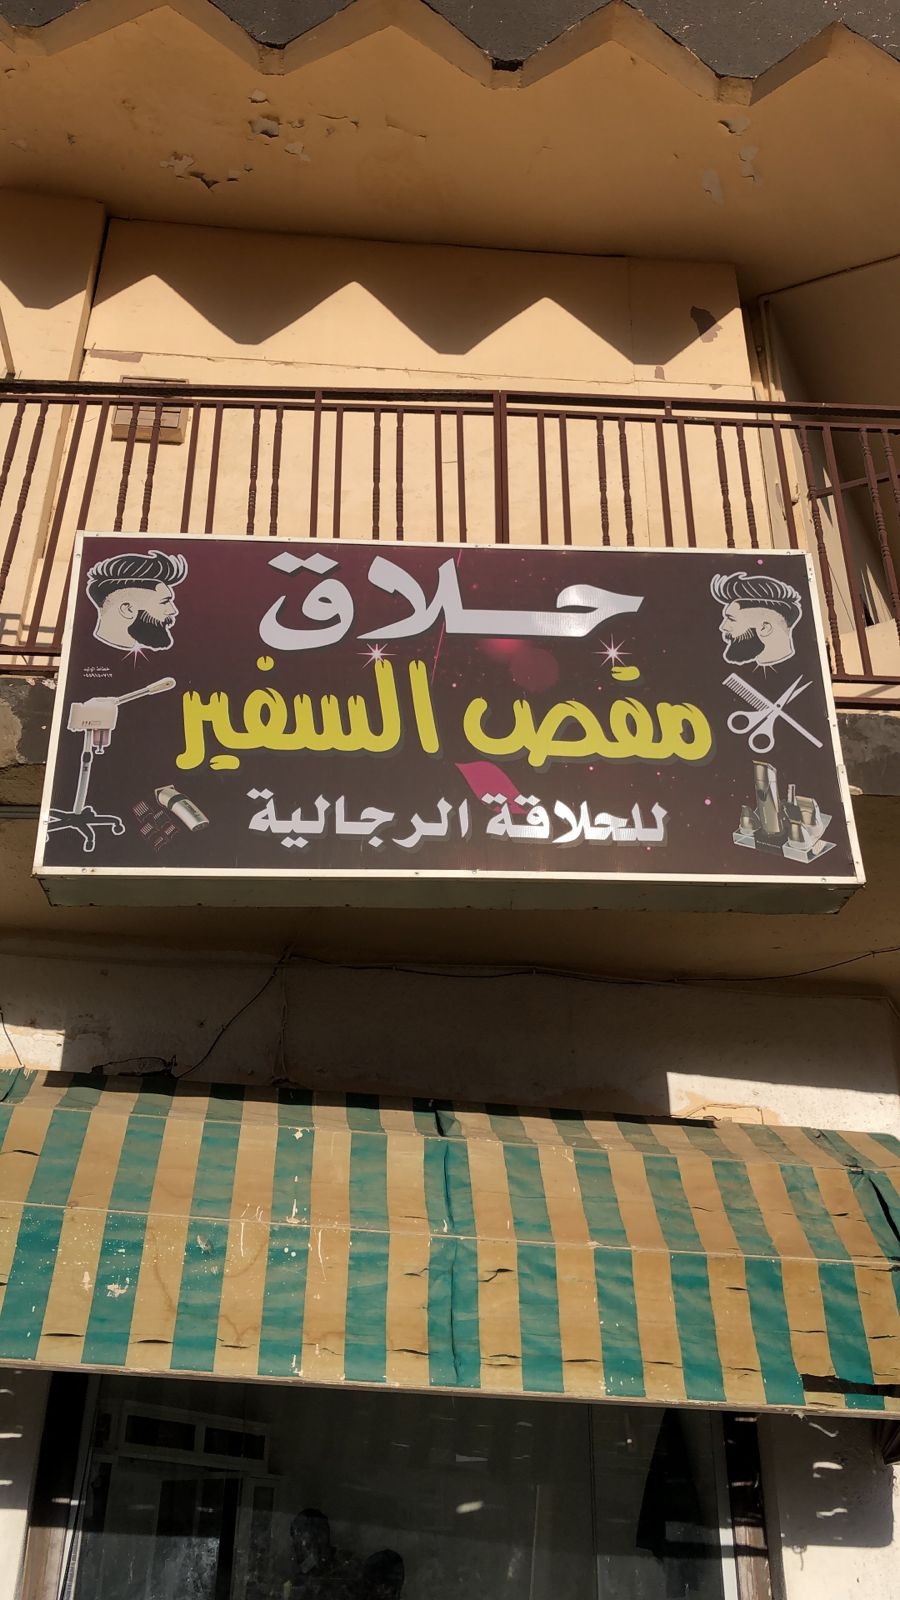 حلاق
مقص السفير
للحلاقة الرجالية